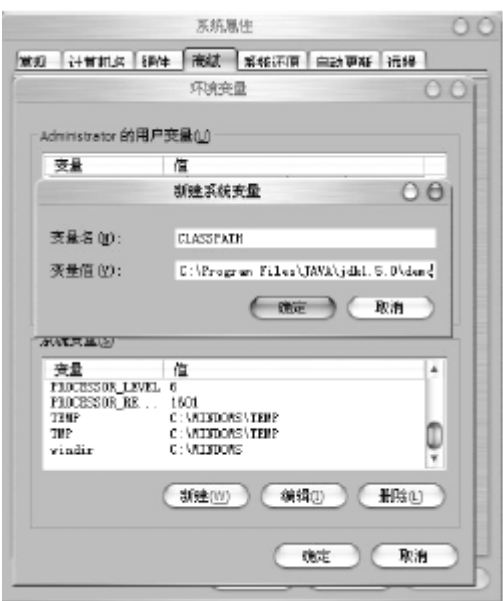 系统属性
常规 计算机名 硬件 高级 系统还原 自动更新 远程
环境变量
Administrator 的用户变量(U)
变量 值
新建系统变量
变量名(N): CLASSPATH
变量值(V): C:\Program Files\JAVA\jdk1.5.0\demo
确定 取消
系统变量(S)
变量 值
PROCESSOR_LEVEL 6
PROCESSOR_RE... 1601
TEMP C:\WINDOWS\TEMP
TMP C:\WINDOWS\TEMP
windir C:\WINDOWS
新建(W) 编辑(I) 删除(L)
确定 取消